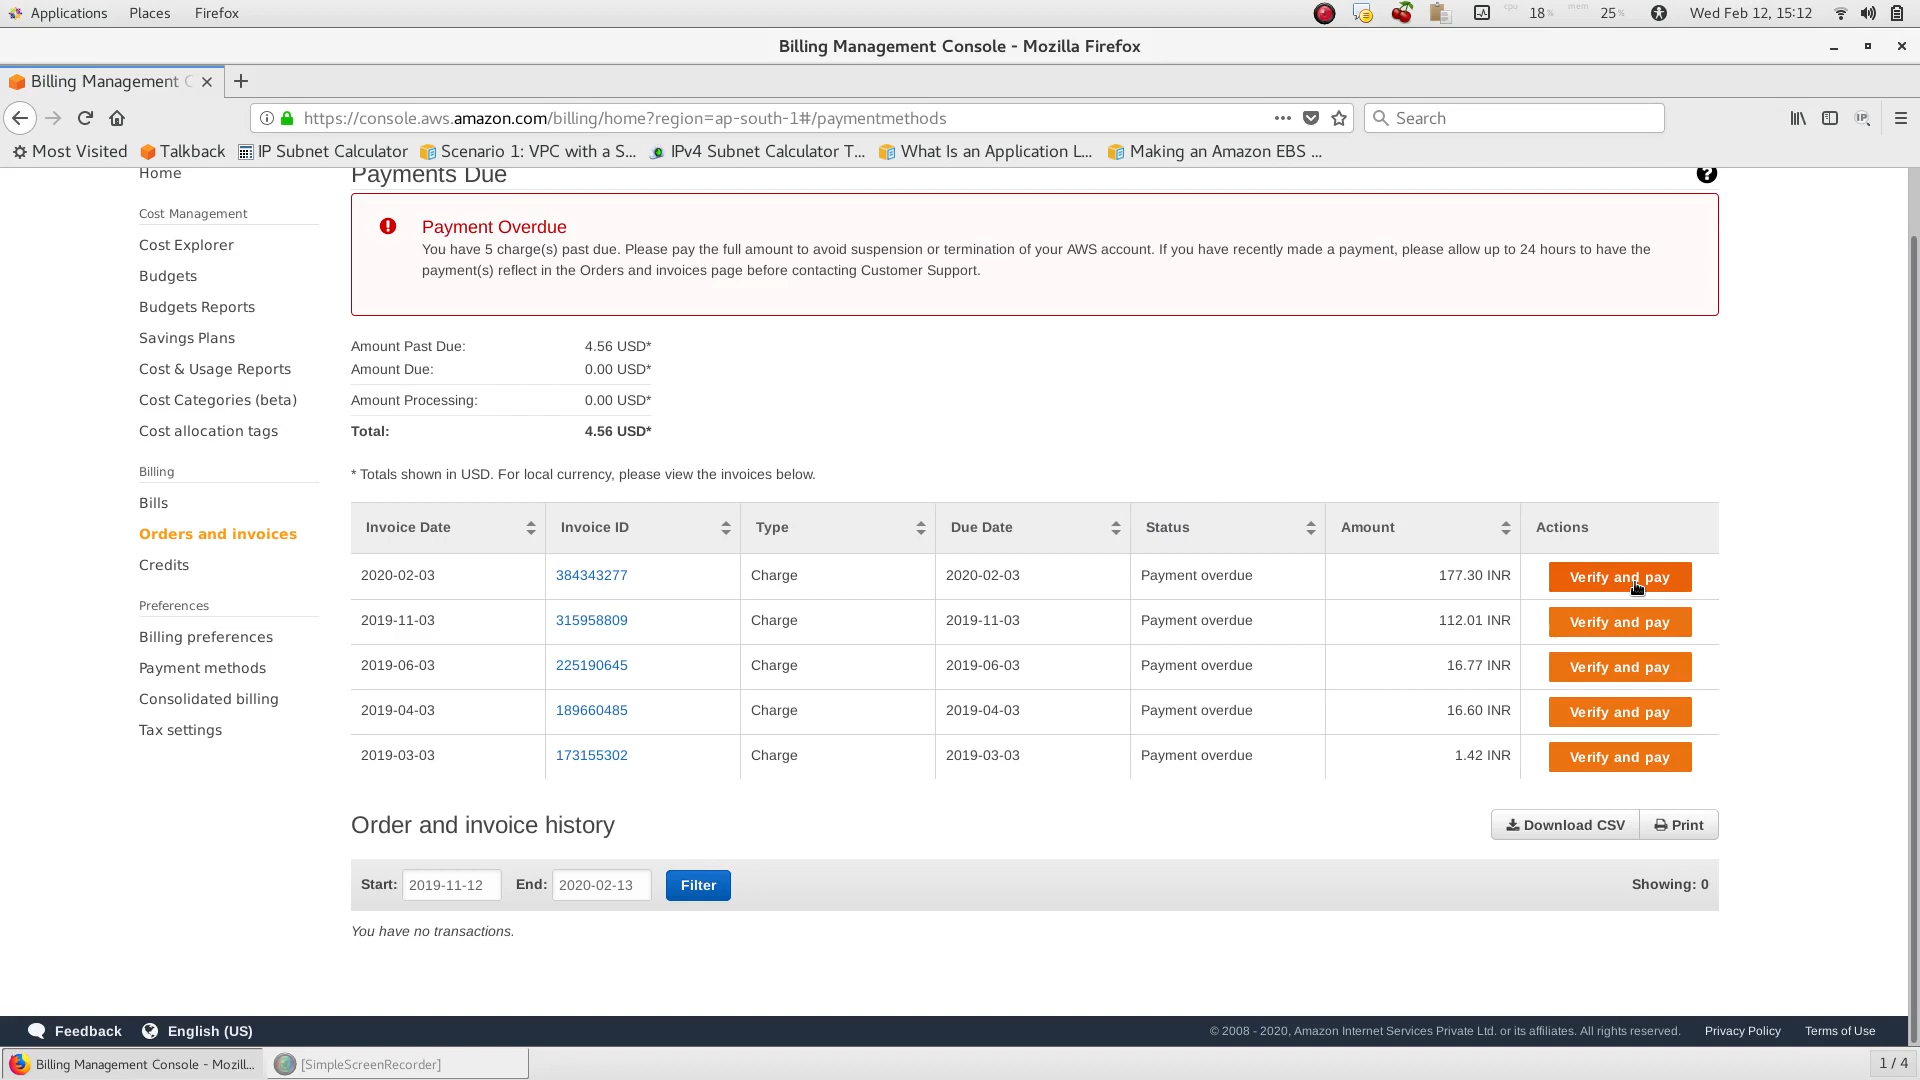 Applications Places Firefox cpu 18% mem 25% Wed Feb 12, 15:12
Billing Management Console - Mozilla Firefox
Billing Management C
https://console.aws.amazon.com/billing/home?region=ap-south-1#/paymentmethods Search IP
Most Visited Talkback IP Subnet Calculator Scenario 1: VPC with a S... IPv4 Subnet Calculator T... What Is an Application L... Making an Amazon EBS ...
Home
Cost Management
Cost Explorer
Budgets
Budgets Reports
Savings Plans
Cost & Usage Reports
Cost Categories (beta)
Cost allocation tags
Billing
Bills
Orders and invoices
Credits
Preferences
Billing preferences
Payment methods
Consolidated billing
Tax settings
Payments Due
Payment Overdue
You have 5 charge(s) past due. Please pay the full amount to avoid suspension or termination of your AWS account. If you have recently made a payment, please allow up to 24 hours to have the
payment(s) reflect in the Orders and invoices page before contacting Customer Support.
Amount Past Due: 4.56 USD*
Amount Due: 0.00 USD*
Amount Processing: 0.00 USD*
Total: 4.56 USD*
* Totals shown in USD. For local currency, please view the invoices below.
Invoice Date Invoice ID Type Due Date Status Amount Actions
2020-02-03 384343277 Charge 2020-02-03 Payment overdue 177.30 INR Verify and pay
2019-11-03 315958809 Charge 2019-11-03 Payment overdue 112.01 INR Verify and pay
2019-06-03 225190645 Charge 2019-06-03 Payment overdue 16.77 INR Verify and pay
2019-04-03 189660485 Charge 2019-04-03 Payment overdue 16.60 INR Verify and pay
2019-03-03 173155302 Charge 2019-03-03 Payment overdue 1.42 INR Verify and pay
Order and invoice history Download CSV Print
Start: 2019-11-12 End: 2020-02-13 Filter Showing: 0
You have no transactions.
Feedback English (US) © 2008 - 2020, Amazon Internet Services Private Ltd. or its affiliates. All rights reserved. Privacy Policy Terms of Use
Billing Management Console - Mozill... [SimpleScreenRecorder] 1 / 4